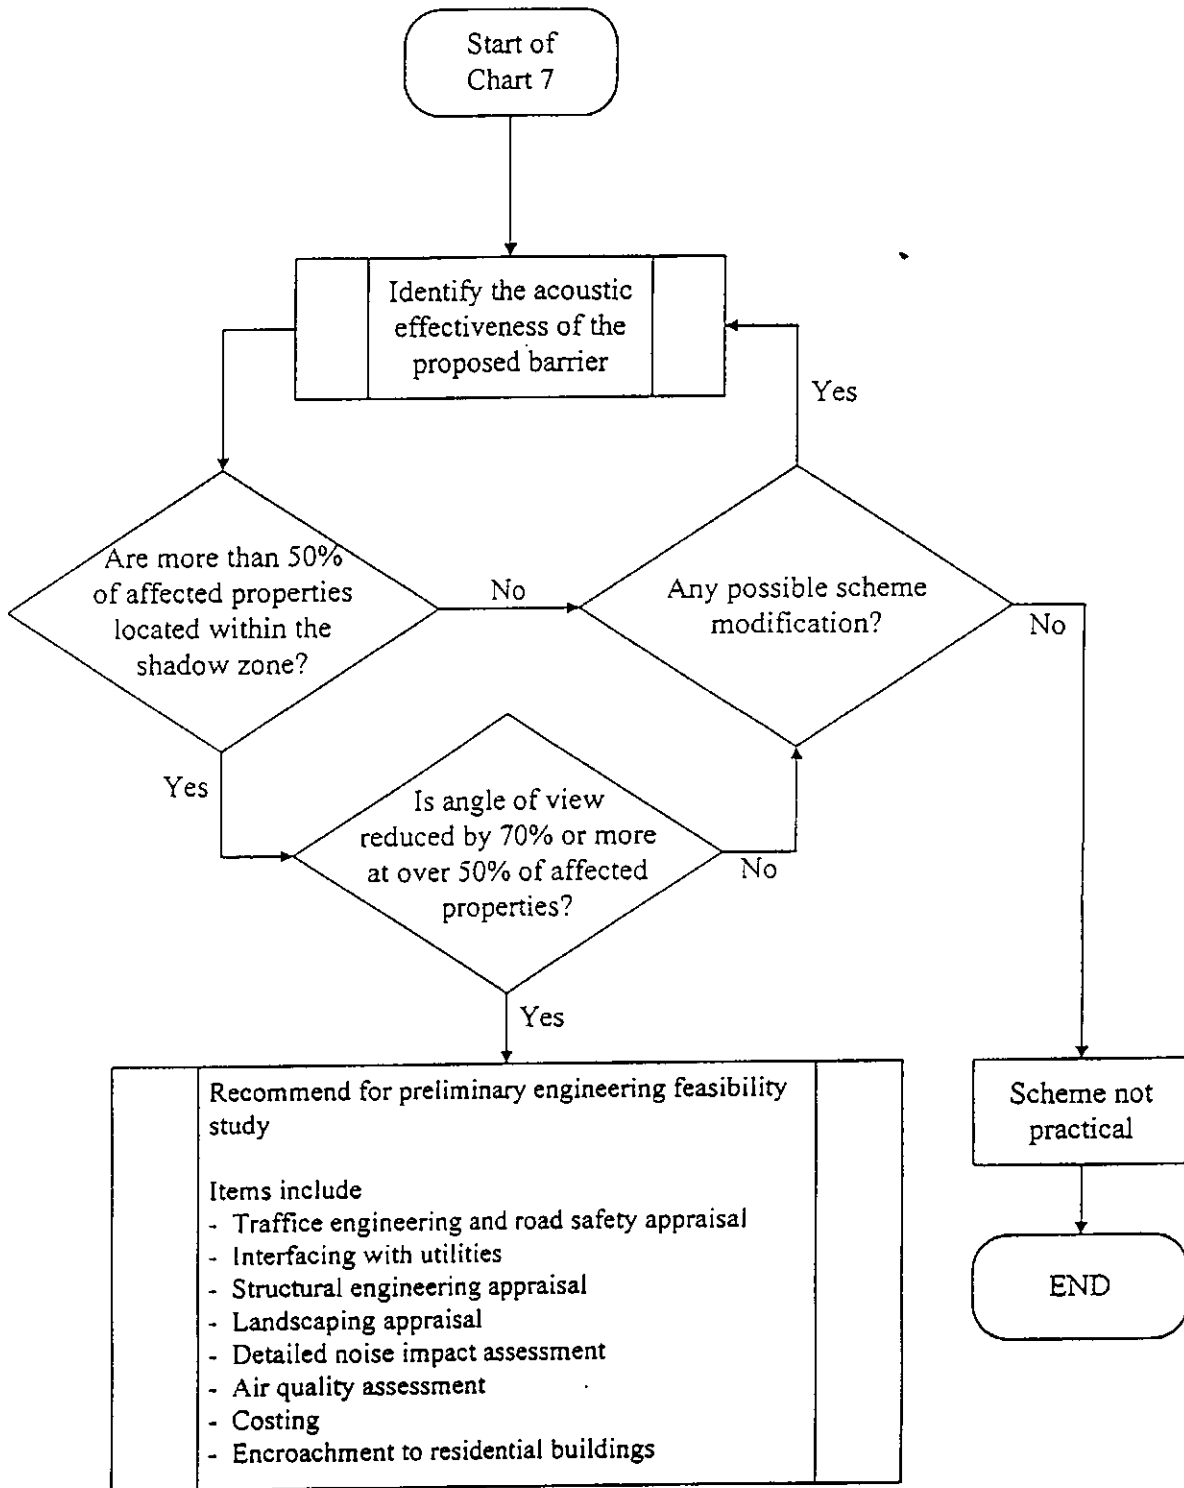 Start of
Chart 7
Identify the acoustic
effectiveness of the
proposed barrier
Yes
Are more than 50%
of affected properties
located within the
shadow zone?
No
Any possible scheme
modification?
No
Yes
Is angle of view
reduced by 70% or more
at over 50% of affected
properties?
No
Yes
Recommend for preliminary engineering feasibility
study
Items include
- Traffice engineering and road safety appraisal
- Interfacing with utilities
- Structural engineering appraisal
- Landscaping appraisal
- Detailed noise impact assessment
- Air quality assessment
- Costing
- Encroachment to residential buildings
Scheme not
practical
END